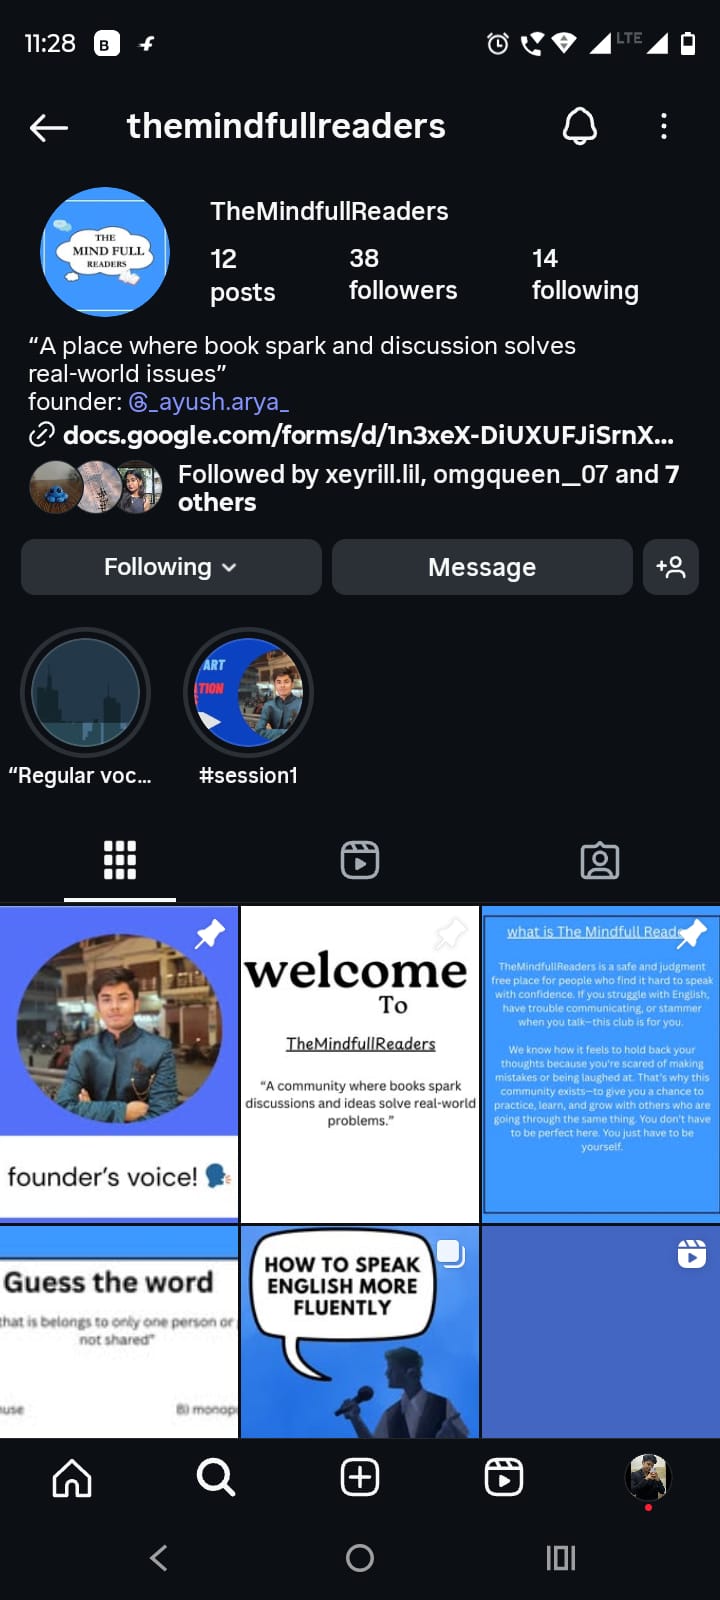 11:28
B
LTE
themindfullreaders
THE
MIND FULL
READERS
TheMindfullReaders
12 38 14
posts followers following
“A place where book spark and discussion solves
real-world issues”
founder: @_ayush.arya_
docs.google.com/forms/d/1n3xeX-DiUXUFJiSrnX...
Followed by xeyrill.lil, omgqueen__07 and 7
others
Following
Message
ART
TION
“Regular voc...
#session1
founder’s voice!
welcome
To
TheMindfullReaders
“A community where books spark
discussions and ideas solve real-world
problems.”
what is The Mindfull Reade
TheMindfullReaders is a safe and judgment
free place for people who find it hard to speak
with confidence. If you struggle with English,
have trouble communicating, or stammer
when you talk—this club is for you.
We know how it feels to hold back your
thoughts because you're scared of making
mistakes or being laughed at. That's why this
community exists—to give you a chance to
practice, learn, and grow with others who are
going through the same thing. You don't have
to be perfect here. You just have to be
yourself.
Guess the word
that is belongs to only one person or
not shared”
use
B) monop
HOW TO SPEAK
ENGLISH MORE
FLUENTLY